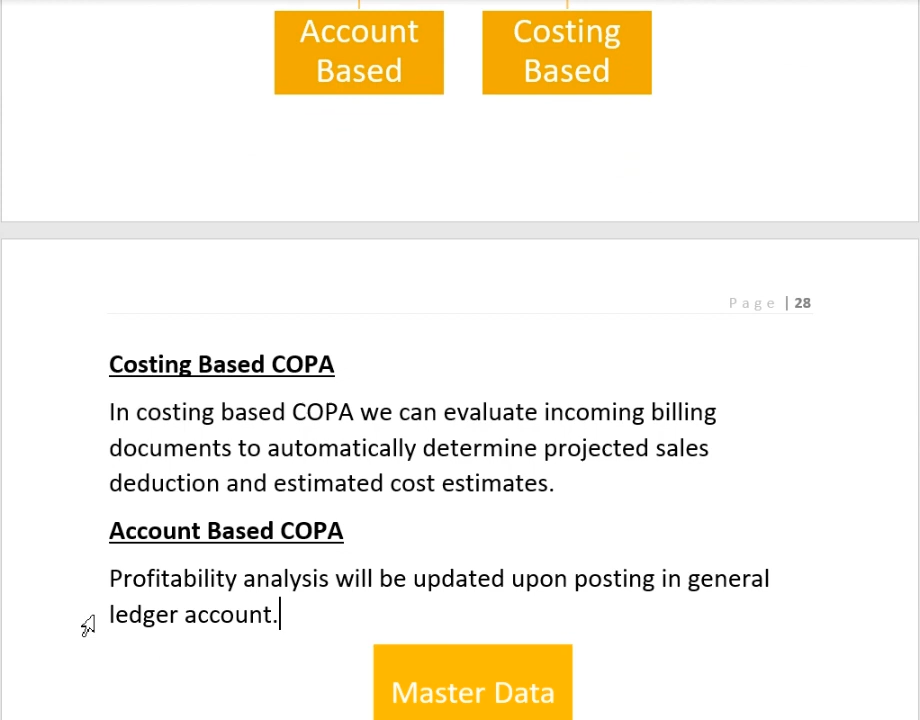 Account
Based
Costing
Based
Page | 28
Costing Based COPA
In costing based COPA we can evaluate incoming billing
documents to automatically determine projected sales
deduction and estimated cost estimates.
Account Based COPA
Profitability analysis will be updated upon posting in general
ledger account.
Master Data